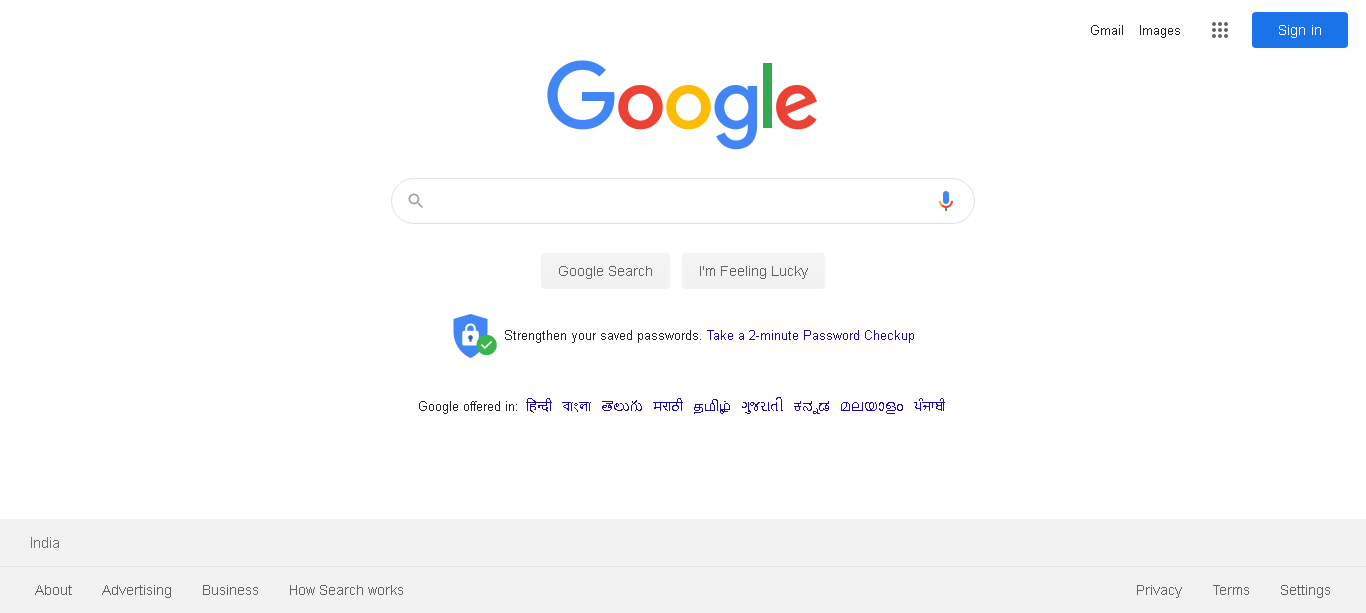 Gmail Images Sign in
Google
Google Search I'm Feeling Lucky
Strengthen your saved passwords. Take a 2-minute Password Checkup
Google offered in: हिन्दी বাংলা తెలుగు मराठी தமிழ் ગુજરાતી ಕನ್ನಡ മലയാളം ਪੰਜਾਬੀ
India
About Advertising Business How Search works Privacy Terms Settings